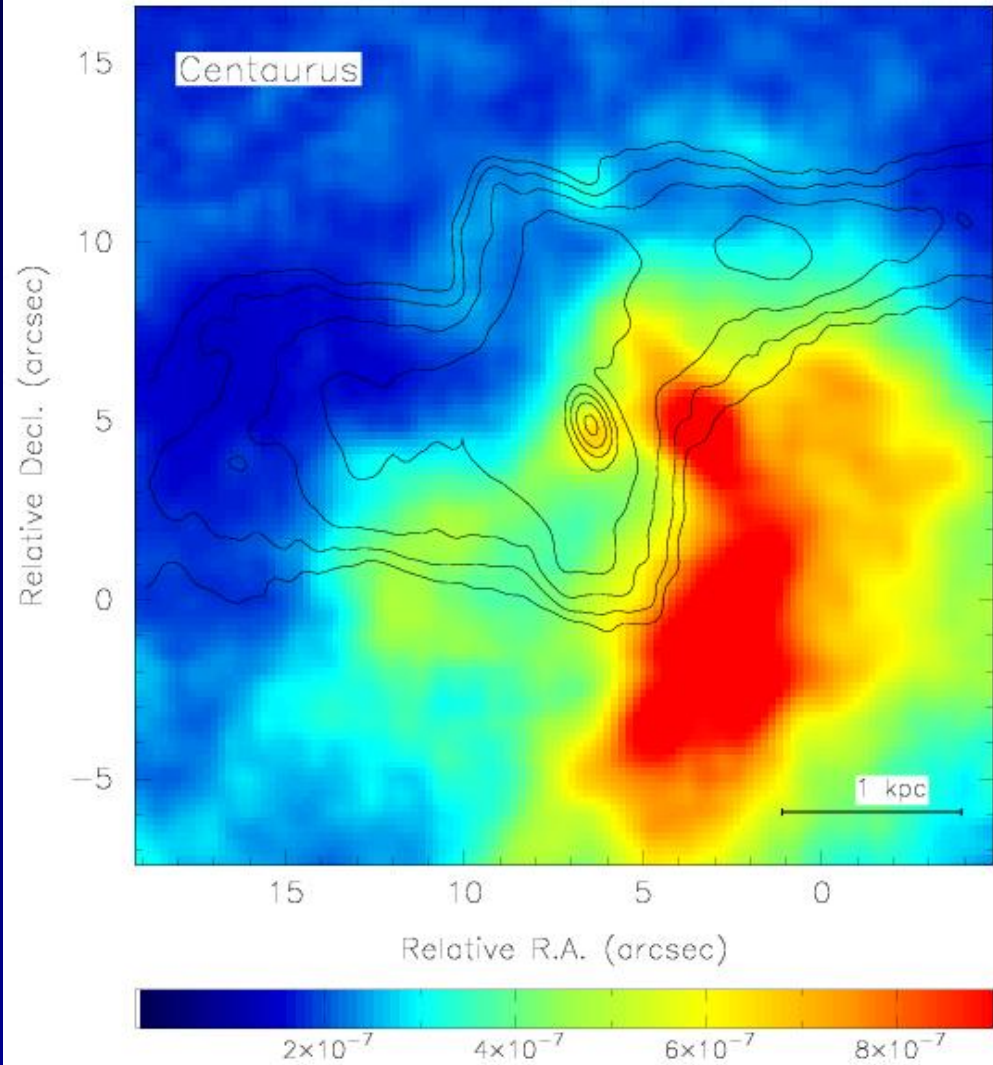 Centaurus
15
10
5
0
−5
Relative Decl. (arcsec)
1 kpc
15 10 5 0
Relative R.A. (arcsec)
2×10⁻⁷ 4×10⁻⁷ 6×10⁻⁷ 8×10⁻⁷